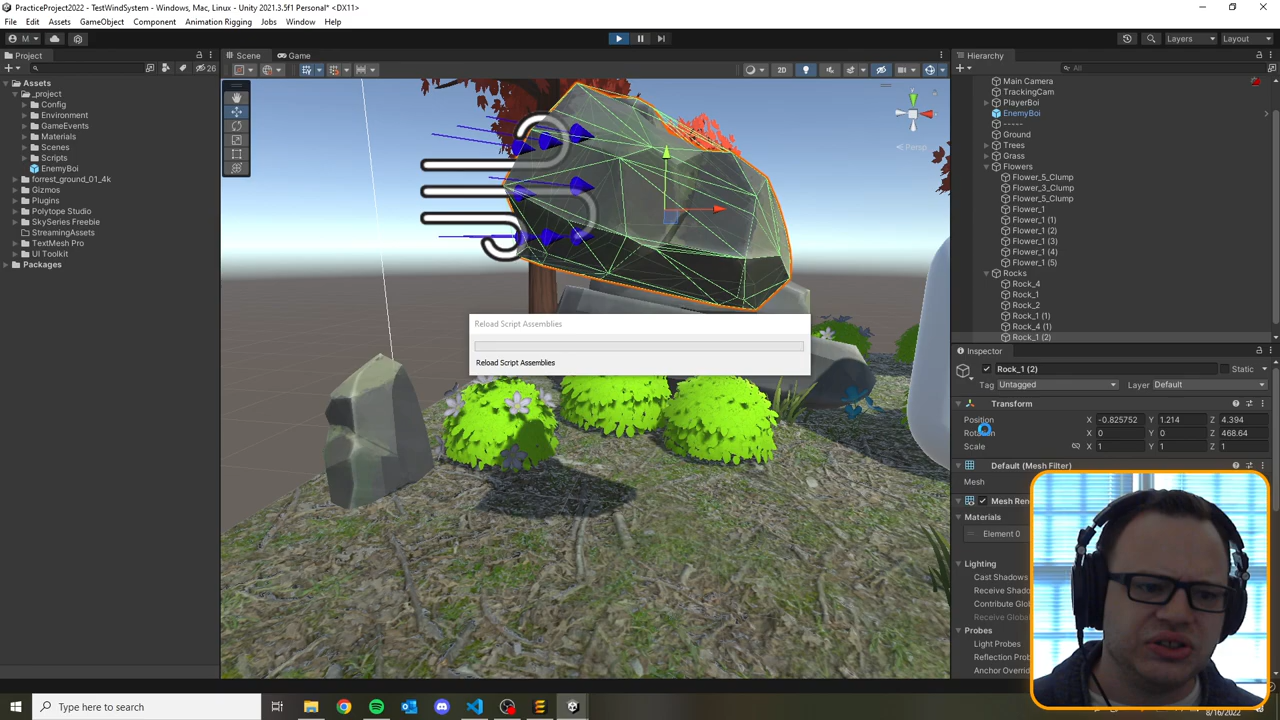 PracticeProject2022 - TestWindSystem - Windows, Mac, Linux - Unity 2021.3.5f1 Personal* <DX11>
File Edit Assets GameObject Component Animation Rigging Jobs Window Help
M Layers Layout
Project
26
Assets
_project
Config
Environment
GameEvents
Materials
Scenes
Scripts
EnemyBoi
forrest_ground_01_4k
Gizmos
Plugins
Polytope Studio
SkySeries Freebie
StreamingAssets
TextMesh Pro
UI Toolkit
Packages
Scene Game
2D
Persp
Reload Script Assemblies
Reload Script Assemblies
Hierarchy
All
Main Camera
TrackingCam
PlayerBoi
EnemyBoi
-----
Ground
Trees
Grass
Flowers
Flower_5_Clump
Flower_3_Clump
Flower_5_Clump
Flower_1
Flower_1 (1)
Flower_1 (2)
Flower_1 (3)
Flower_1 (4)
Flower_1 (5)
Rocks
Rock_4
Rock_1
Rock_2
Rock_1 (1)
Rock_4 (1)
Rock_1 (2)
Inspector
Rock_1 (2) Static
Tag Untagged Layer Default
Transform
Position X -0.825752 Y 1.214 Z 4.394
Rotation X 0 Y 0 Z 468.64
Scale X 1 Y 1 Z 1
Default (Mesh Filter)
Mesh
Mesh Ren
Materials
Element 0
Lighting
Cast Shadows
Receive Shado
Contribute Glo
Receive Global
Probes
Light Probes
Reflection Prob
Anchor Overrid
Type here to search
8/16/2022